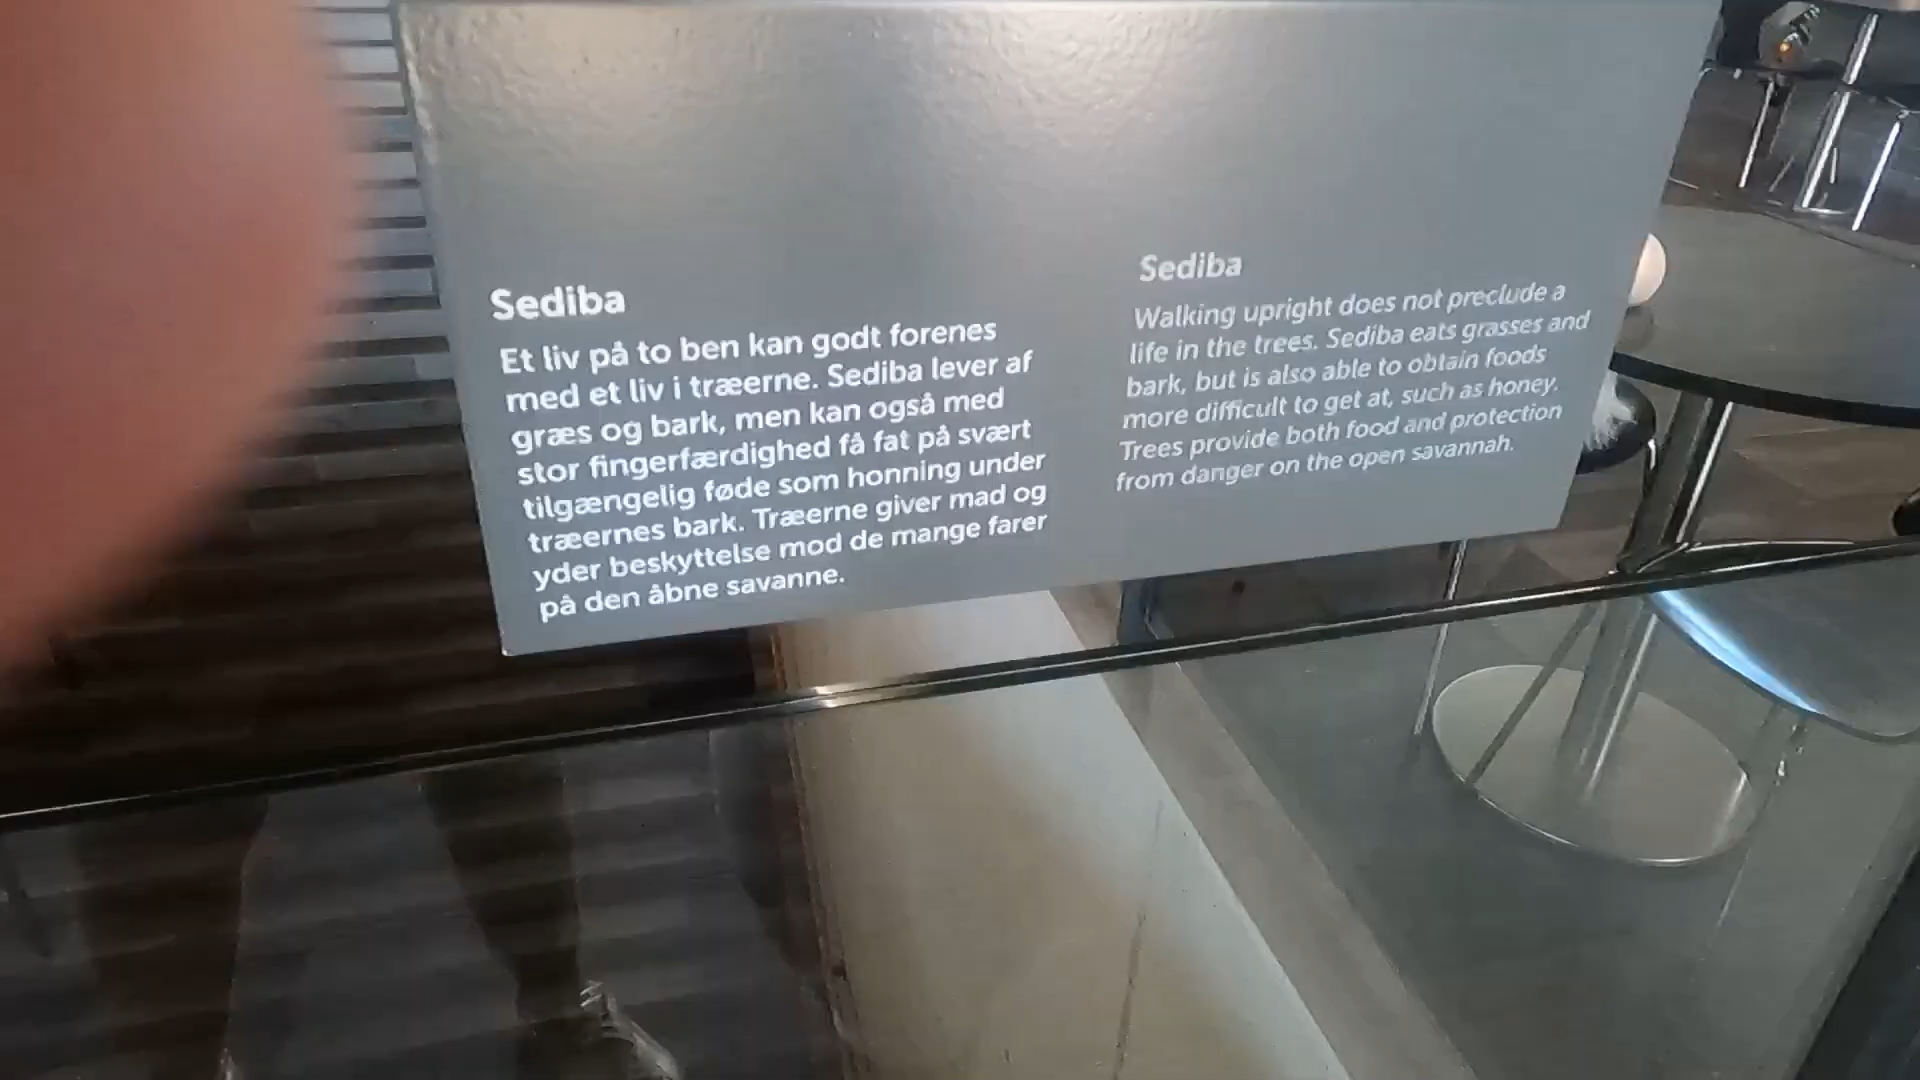 Sediba
Et liv på to ben kan godt forenes
med et liv i træerne. Sediba lever af
græs og bark, men kan også med
stor fingerfærdighed få fat på svært
tilgængelig føde som honning under
træernes bark. Træerne giver mad og
yder beskyttelse mod de mange farer
på den åbne savanne.
Sediba
Walking upright does not preclude a
life in the trees. Sediba eats grasses and
bark, but is also able to obtain foods
more difficult to get at, such as honey.
Trees provide both food and protection
from danger on the open savannah.